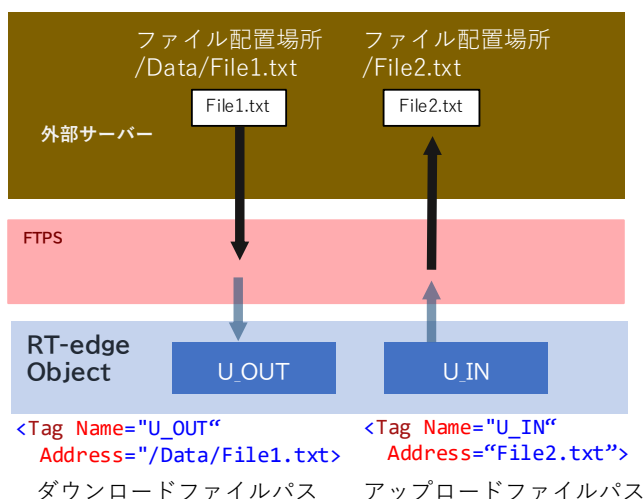 ファイル配置場所
/Data/File1.txt
ファイル配置場所
/File2.txt
File1.txt
File2.txt
外部サーバー
FTPS
RT-edge
Object
U_OUT
U_IN
<Tag Name="U_OUT“
Address="/Data/File1.txt>
<Tag Name="U_IN“
Address=“File2.txt”>
ダウンロードファイルパス
アップロードファイルパス